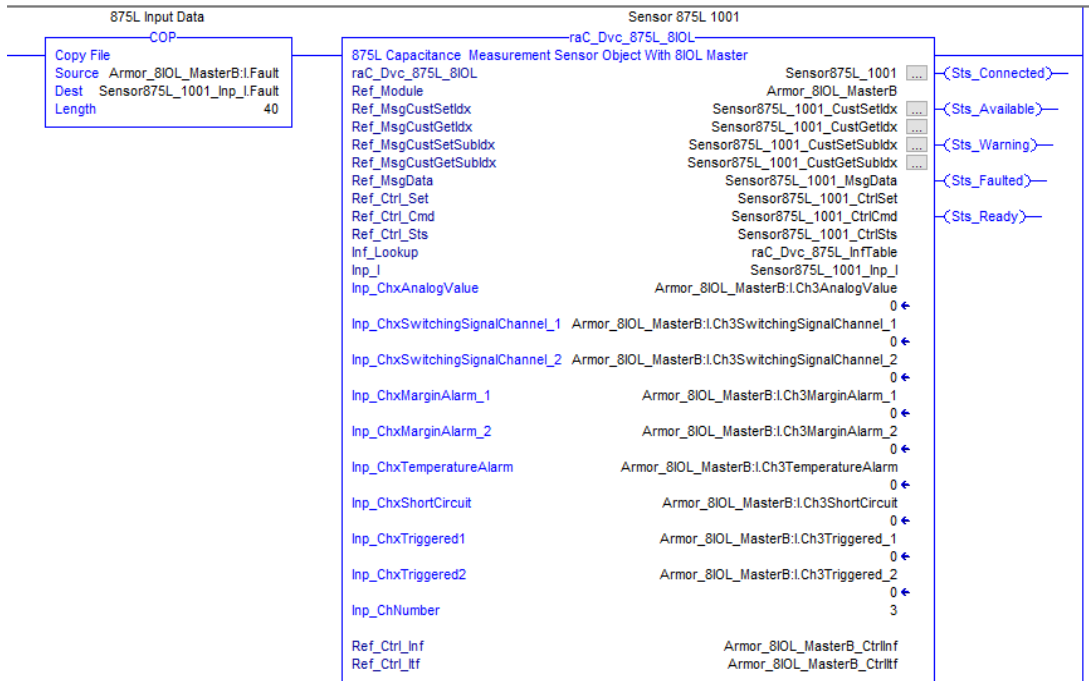 875L Input Data
COP
Copy File
Source Armor_8IOL_MasterB:I.Fault
Dest Sensor875L_1001_Inp_I.Fault
Length 40
Sensor 875L 1001
raC_Dvc_875L_8IOL
875L Capacitance Measurement Sensor Object With 8IOL Master
raC_Dvc_875L_8IOL Sensor875L_1001 ... (Sts_Connected)
Ref_Module Armor_8IOL_MasterB
Ref_MsgCustSetIdx Sensor875L_1001_CustSetIdx ... (Sts_Available)
Ref_MsgCustGetIdx Sensor875L_1001_CustGetIdx ...
Ref_MsgCustSetSubIdx Sensor875L_1001_CustSetSubIdx ... (Sts_Warning)
Ref_MsgCustGetSubIdx Sensor875L_1001_CustGetSubIdx ...
Ref_MsgData Sensor875L_1001_MsgData (Sts_Faulted)
Ref_Ctrl_Set Sensor875L_1001_CtrlSet
Ref_Ctrl_Cmd Sensor875L_1001_CtrlCmd (Sts_Ready)
Ref_Ctrl_Sts Sensor875L_1001_CtrlSts
Inf_Lookup raC_Dvc_875L_InfTable
Inp_I Sensor875L_1001_Inp_I
Inp_ChxAnalogValue Armor_8IOL_MasterB:I.Ch3AnalogValue
0 ←
Inp_ChxSwitchingSignalChannel_1 Armor_8IOL_MasterB:I.Ch3SwitchingSignalChannel_1
0 ←
Inp_ChxSwitchingSignalChannel_2 Armor_8IOL_MasterB:I.Ch3SwitchingSignalChannel_2
0 ←
Inp_ChxMarginAlarm_1 Armor_8IOL_MasterB:I.Ch3MarginAlarm_1
0 ←
Inp_ChxMarginAlarm_2 Armor_8IOL_MasterB:I.Ch3MarginAlarm_2
0 ←
Inp_ChxTemperatureAlarm Armor_8IOL_MasterB:I.Ch3TemperatureAlarm
0 ←
Inp_ChxShortCircuit Armor_8IOL_MasterB:I.Ch3ShortCircuit
0 ←
Inp_ChxTriggered1 Armor_8IOL_MasterB:I.Ch3Triggered_1
0 ←
Inp_ChxTriggered2 Armor_8IOL_MasterB:I.Ch3Triggered_2
0 ←
Inp_ChNumber 3
Ref_Ctrl_Inf Armor_8IOL_MasterB_CtrlInf
Ref_Ctrl_Itf Armor_8IOL_MasterB_CtrlItf